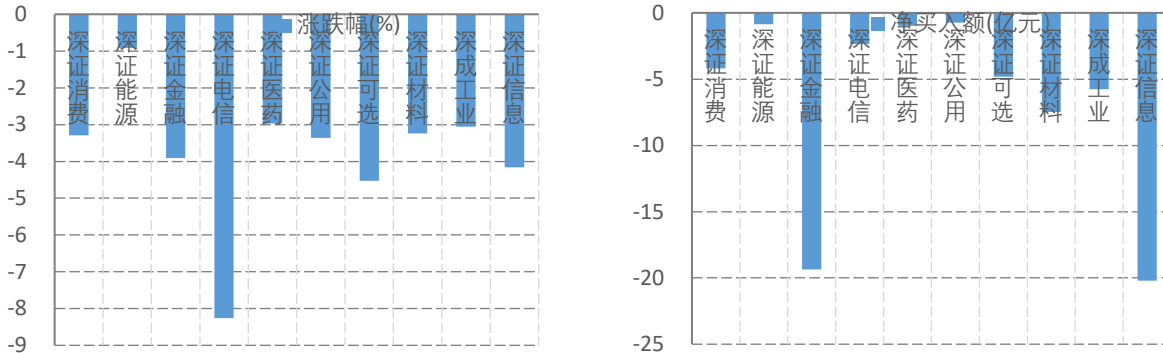 涨跌幅(%)
0
-1
-2
-3
-4
-5
-6
-7
-8
-9
深证消费
深证能源
深证金融
深证电信
深证医药
深证公用
深证可选
深证材料
深成工业
深证信息
净买入额(亿元)
0
-5
-10
-15
-20
-25
深证消费
深证能源
深证金融
深证电信
深证医药
深证公用
深证可选
深证材料
深成工业
深证信息